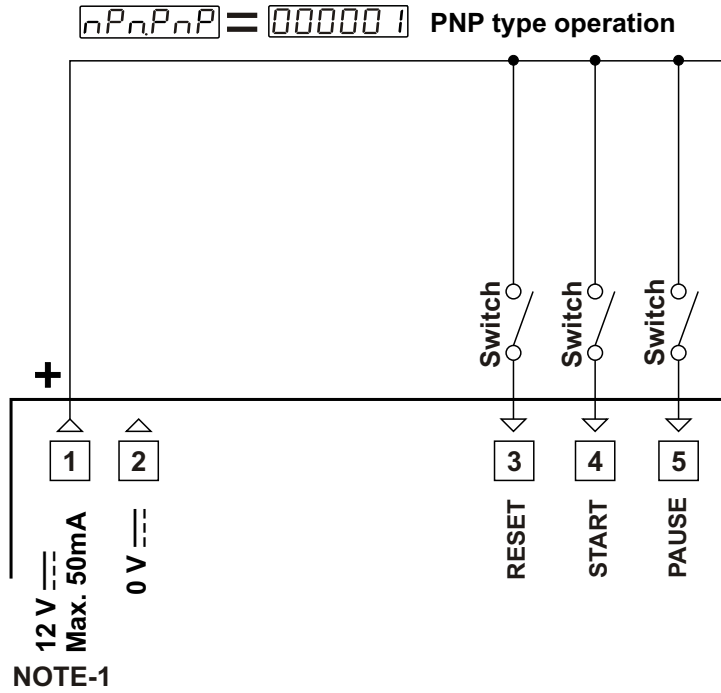 nPn.PnP = 000001 PNP type operation
Switch Switch Switch
+
1 2 3 4 5
12 V Max. 50mA
0 V
RESET
START
PAUSE
NOTE-1